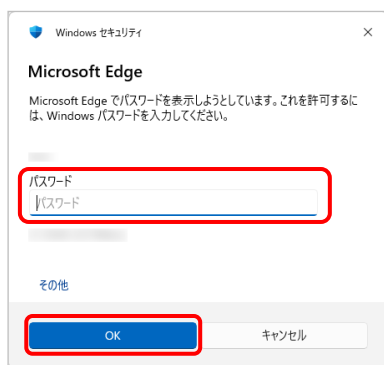 Windows セキュリティ
Microsoft Edge
Microsoft Edge でパスワードを表示しようとしています。これを許可するに
は、Windows パスワードを入力してください。
パスワード
パスワード
その他
OK
キャンセル